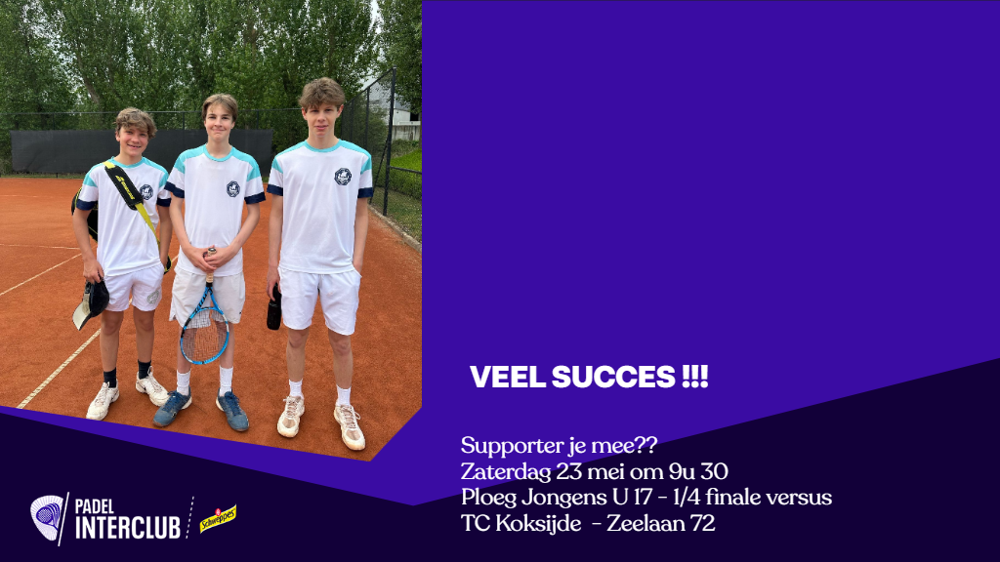 VEEL SUCCES !!!
Supporter je mee??
Zaterdag 23 mei om 9u 30
Ploeg Jongens U 17 - 1/4 finale versus
TC Koksijde - Zeelaan 72
PADEL
INTERCLUB
Schweppes